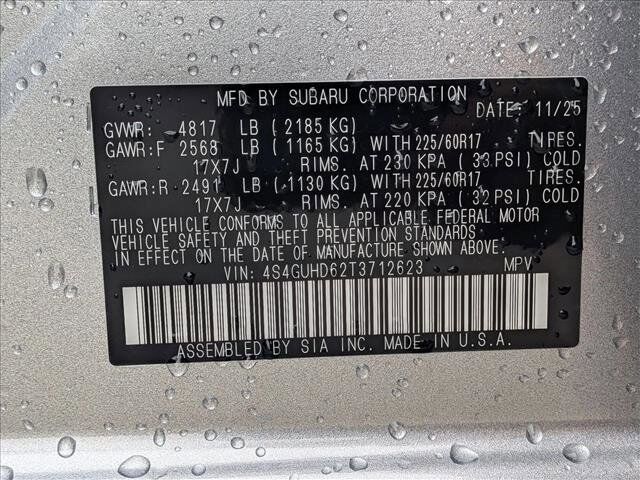 MFD BY SUBARU CORPORATION
DATE: 11/25
GVWR: 4817 LB ( 2185 KG)
GAWR:F 2568 LB ( 1165 KG) WITH 225/60R17 TIRES.
17X7J RIMS. AT 230 KPA ( 33 PSI) COLD
GAWR:R 2491 LB ( 1130 KG) WITH 225/60R17 TIRES.
17X7J RIMS. AT 220 KPA ( 32 PSI) COLD
THIS VEHICLE CONFORMS TO ALL APPLICABLE FEDERAL MOTOR
VEHICLE SAFETY AND THEFT PREVENTION STANDARDS
IN EFFECT ON THE DATE OF MANUFACTURE SHOWN ABOVE.
VIN: 4S4GUHD62T3712623 MPV
ASSEMBLED BY SIA INC. MADE IN U.S.A.